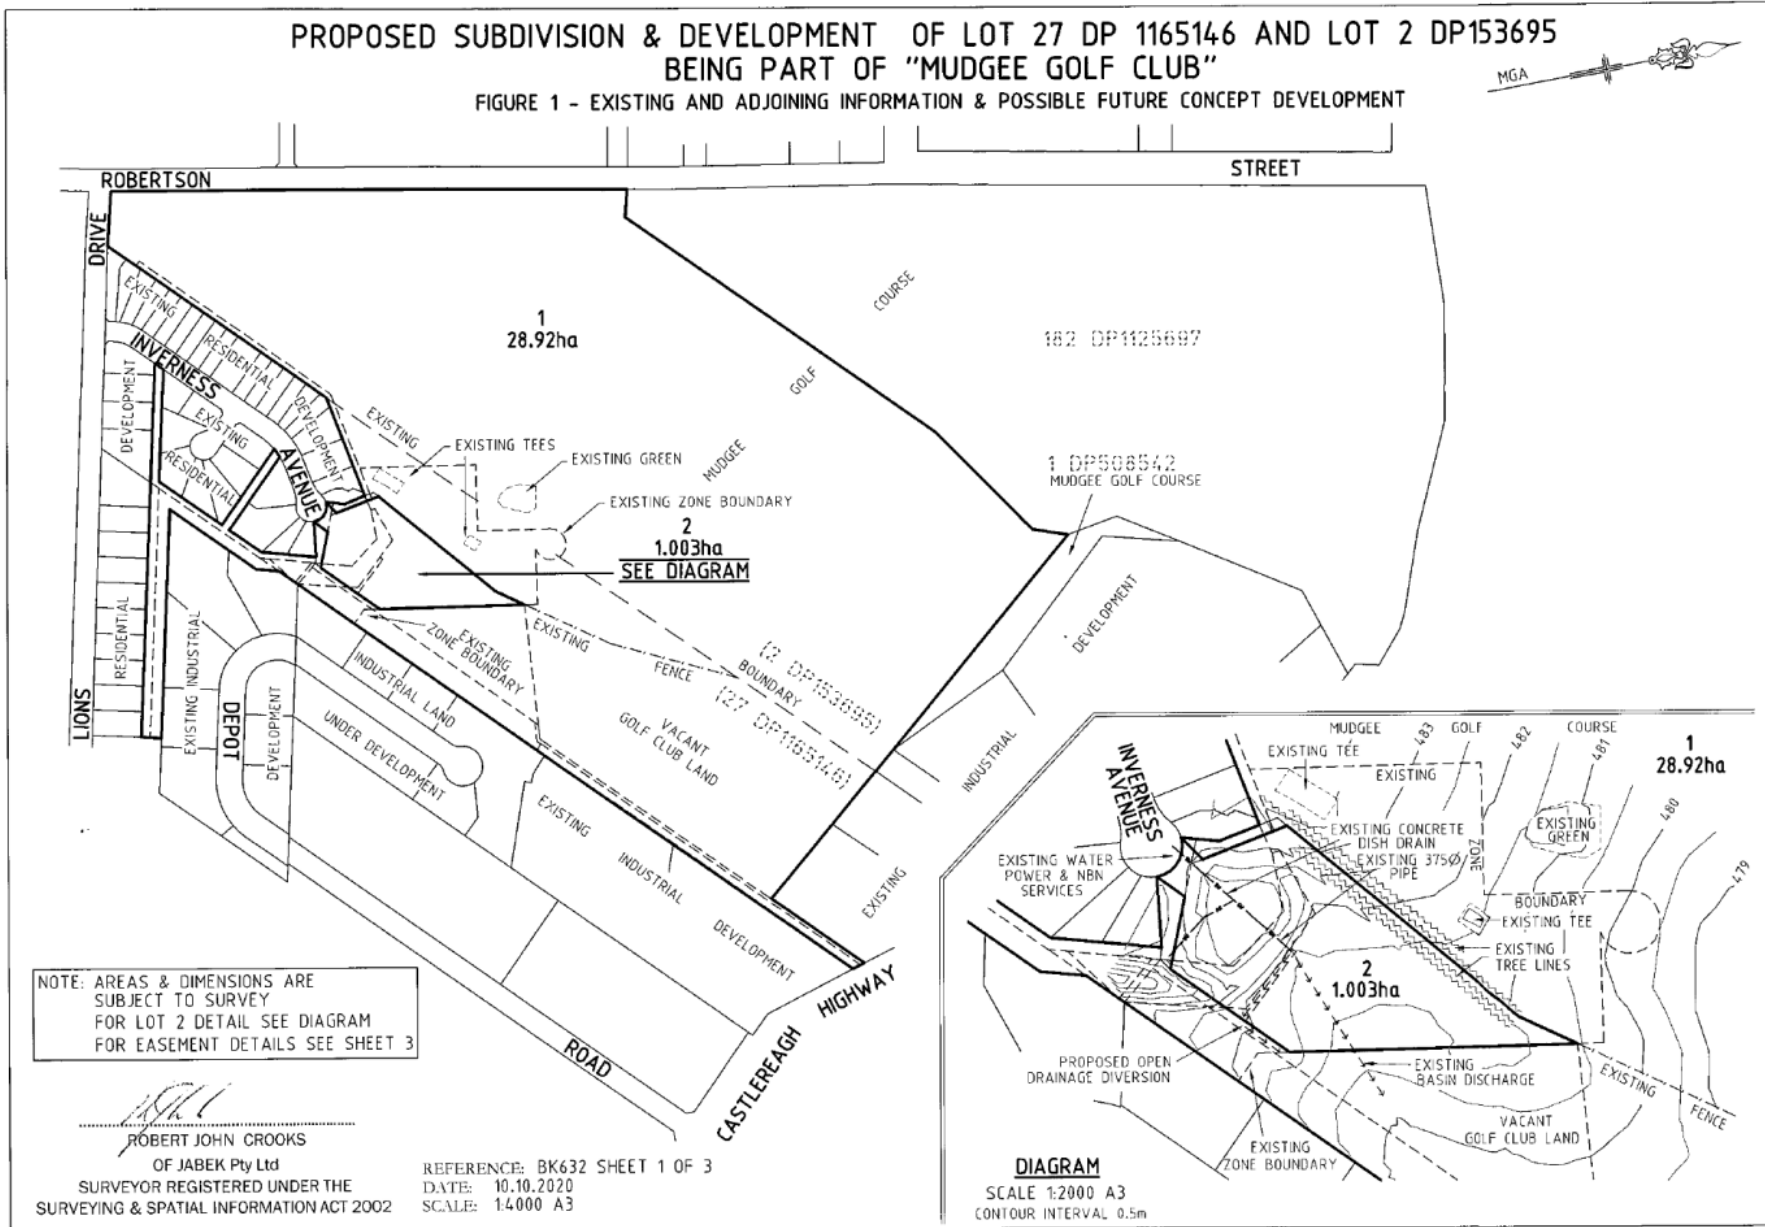 PROPOSED SUBDIVISION & DEVELOPMENT OF LOT 27 DP 1165146 AND LOT 2 DP153695
BEING PART OF "MUDGEE GOLF CLUB"
FIGURE 1 - EXISTING AND ADJOINING INFORMATION & POSSIBLE FUTURE CONCEPT DEVELOPMENT
MGA
ROBERTSON
STREET
DRIVE
LIONS
EXISTING
RESIDENTIAL
DEVELOPMENT
INVERNESS
AVENUE
DEVELOPMENT
RESIDENTIAL
EXISTING
RESIDENTIAL
1
28.92ha
COURSE
GOLF
MUDGEE
182 DP1125697
1 DP508542
MUDGEE GOLF COURSE
EXISTING
EXISTING TEES
EXISTING GREEN
EXISTING ZONE BOUNDARY
2
1.003ha
SEE DIAGRAM
EXISTING
FENCE
BOUNDARY
(2 DP153695)
(27 DP1165146)
EXISTING
ZONE BOUNDARY
VACANT
GOLF CLUB LAND
DEVELOPMENT
INDUSTRIAL
EXISTING
EXISTING INDUSTRIAL
DEPOT
DEVELOPMENT
INDUSTRIAL LAND
UNDER DEVELOPMENT
EXISTING
INDUSTRIAL
DEVELOPMENT
ROAD
CASTLEREAGH HIGHWAY
NOTE: AREAS & DIMENSIONS ARE
SUBJECT TO SURVEY
FOR LOT 2 DETAIL SEE DIAGRAM
FOR EASEMENT DETAILS SEE SHEET 3
ROBERT JOHN CROOKS
OF JABEK Pty Ltd
SURVEYOR REGISTERED UNDER THE
SURVEYING & SPATIAL INFORMATION ACT 2002
REFERENCE: BK632 SHEET 1 OF 3
DATE: 10.10.2020
SCALE: 1:4000 A3
MUDGEE GOLF COURSE
483
482
481
480
479
1
28.92ha
INVERNESS
AVENUE
EXISTING TEE
EXISTING
ZONE
BOUNDARY
EXISTING
GREEN
EXISTING CONCRETE
DISH DRAIN
EXISTING 375Ø
PIPE
EXISTING WATER
POWER & NBN
SERVICES
EXISTING TEE
EXISTING
TREE LINES
2
1.003ha
PROPOSED OPEN
DRAINAGE DIVERSION
EXISTING
BASIN DISCHARGE
EXISTING
FENCE
VACANT
GOLF CLUB LAND
EXISTING
ZONE BOUNDARY
DIAGRAM
SCALE 1:2000 A3
CONTOUR INTERVAL 0.5m